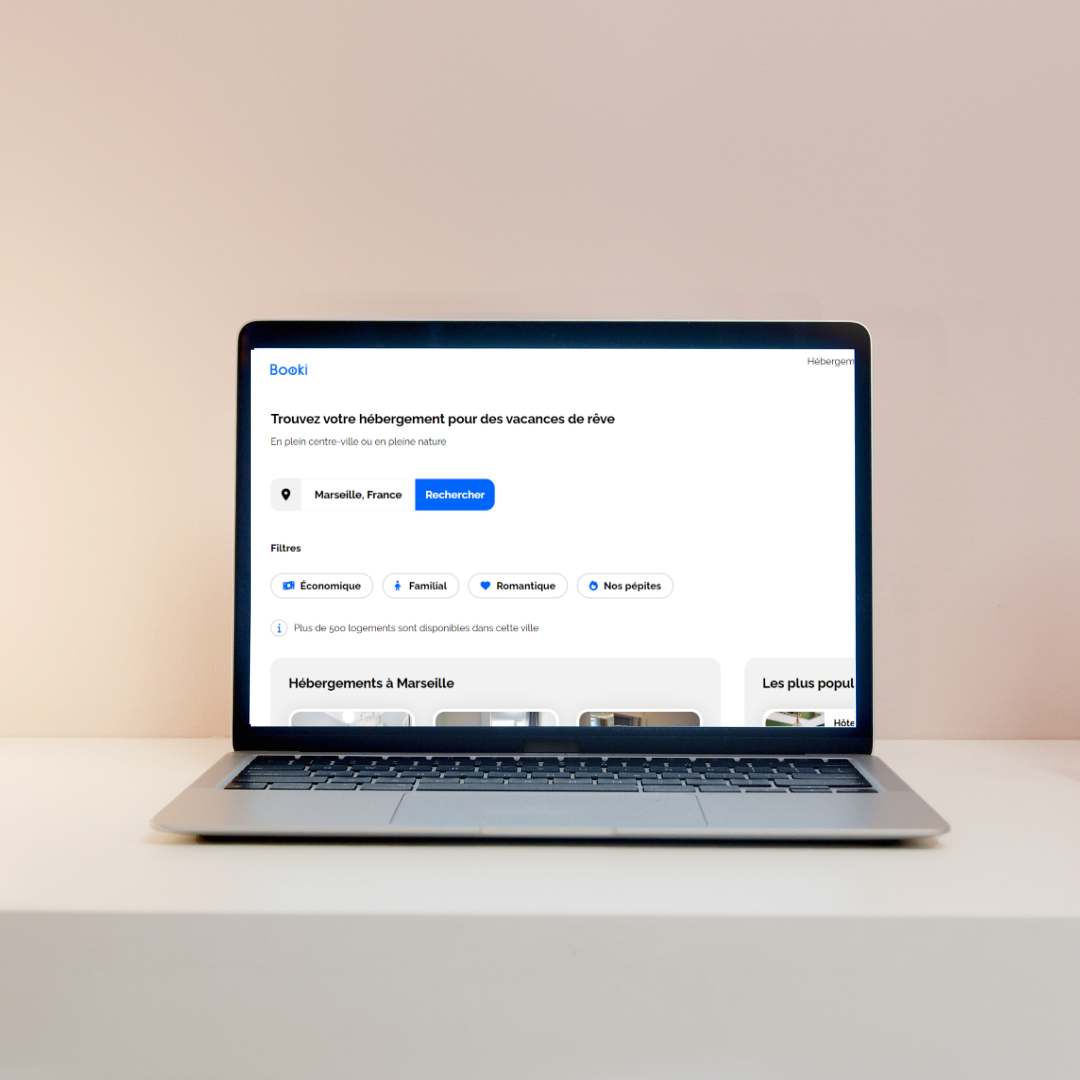 Booki
Hébergem
Trouvez votre hébergement pour des vacances de rêve
En plein centre-ville ou en pleine nature
Marseille, France
Rechercher
Filtres
Économique
Familial
Romantique
Nos pépites
Plus de 500 logements sont disponibles dans cette ville
Hébergements à Marseille
Les plus popul
Hôte